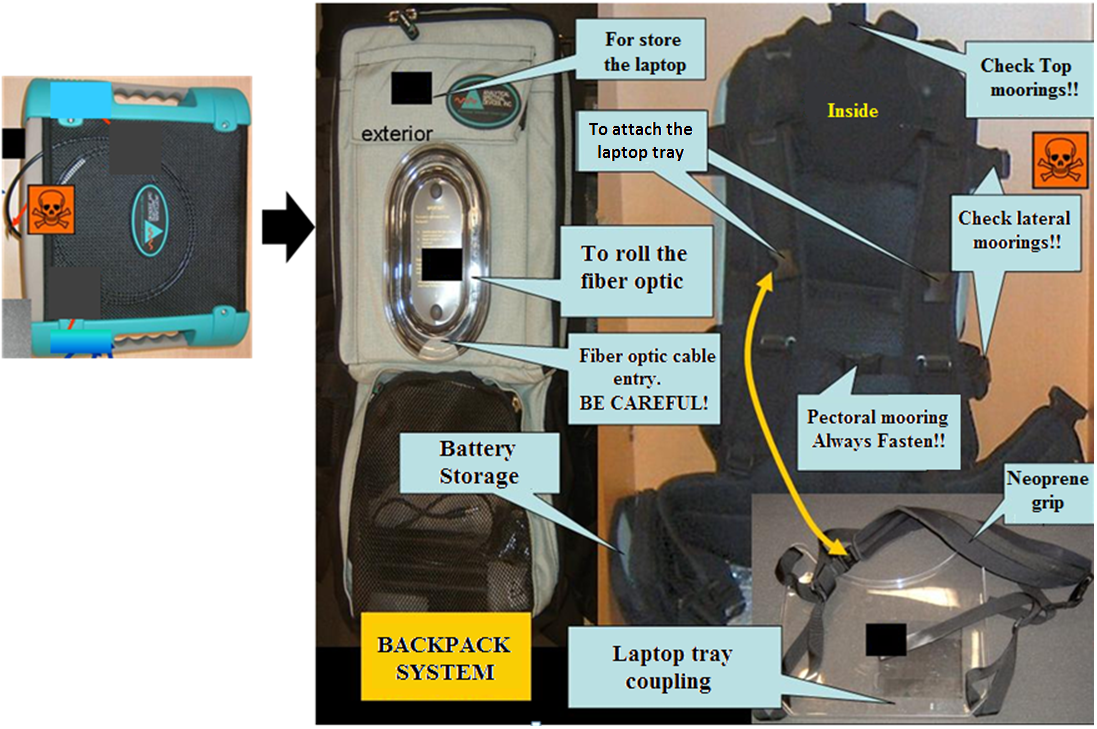 For store
the laptop
exterior
To attach the
laptop tray
Inside
Check Top
moorings!!
Check lateral
moorings!!
To roll the
fiber optic
Fiber optic cable
entry.
BE CAREFUL!
Pectoral mooring
Always Fasten!!
Battery
Storage
Neoprene
grip
BACKPACK
SYSTEM
Laptop tray
coupling